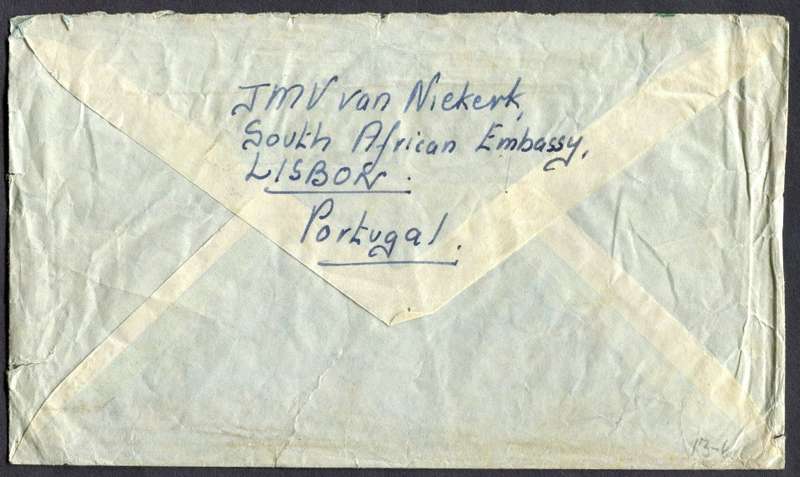 JMV van Niekerk,
South African Embassy,
LISBON.
Portugal.